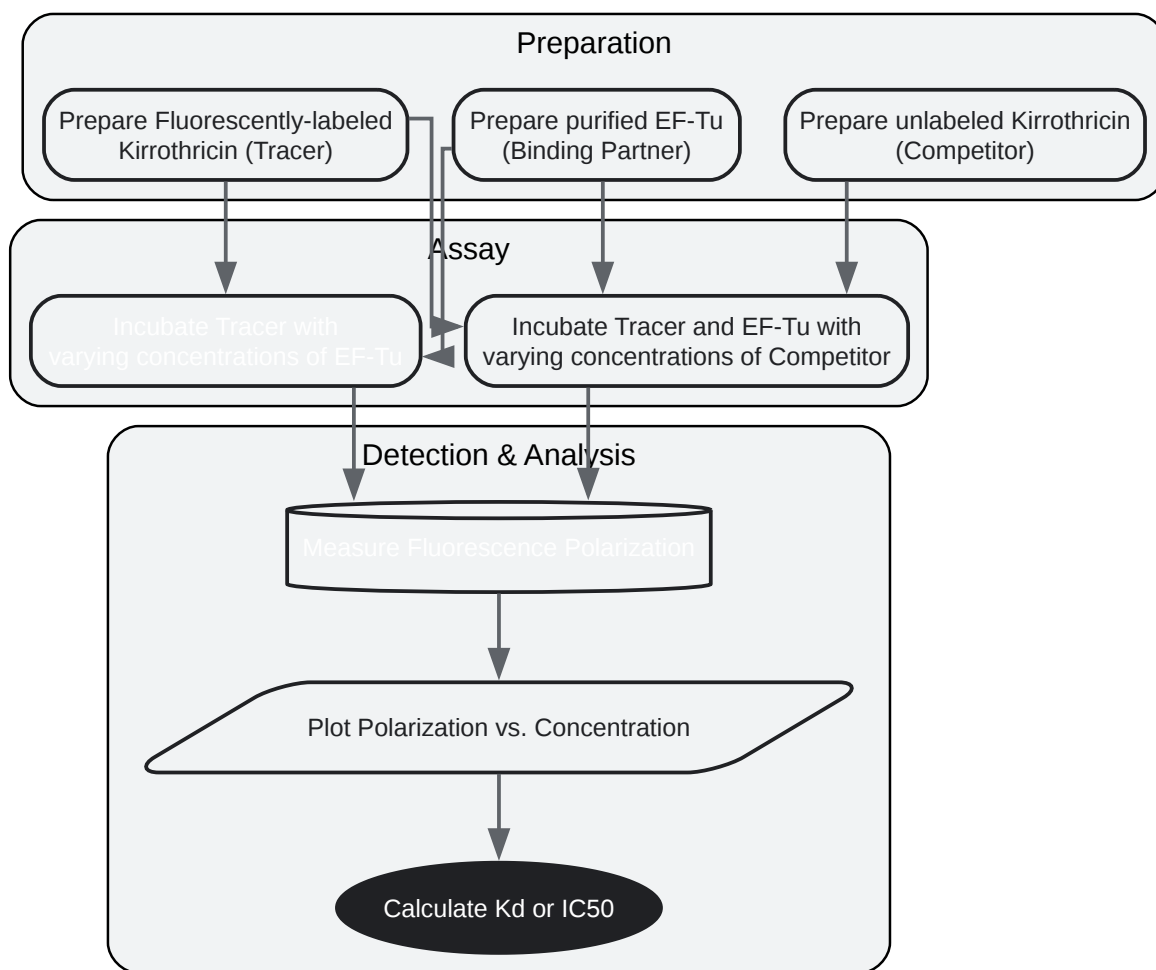 Preparation
Prepare Fluorescently-labeled
Kirrothricin (Tracer)
Prepare purified EF-Tu
(Binding Partner)
Prepare unlabeled Kirrothricin
(Competitor)
Assay
Incubate Tracer with
varying concentrations of EF-Tu
Incubate Tracer and EF-Tu with
varying concentrations of Competitor
Detection & Analysis
Measure Fluorescence Polarization
Plot Polarization vs. Concentration
Calculate Kd or IC50